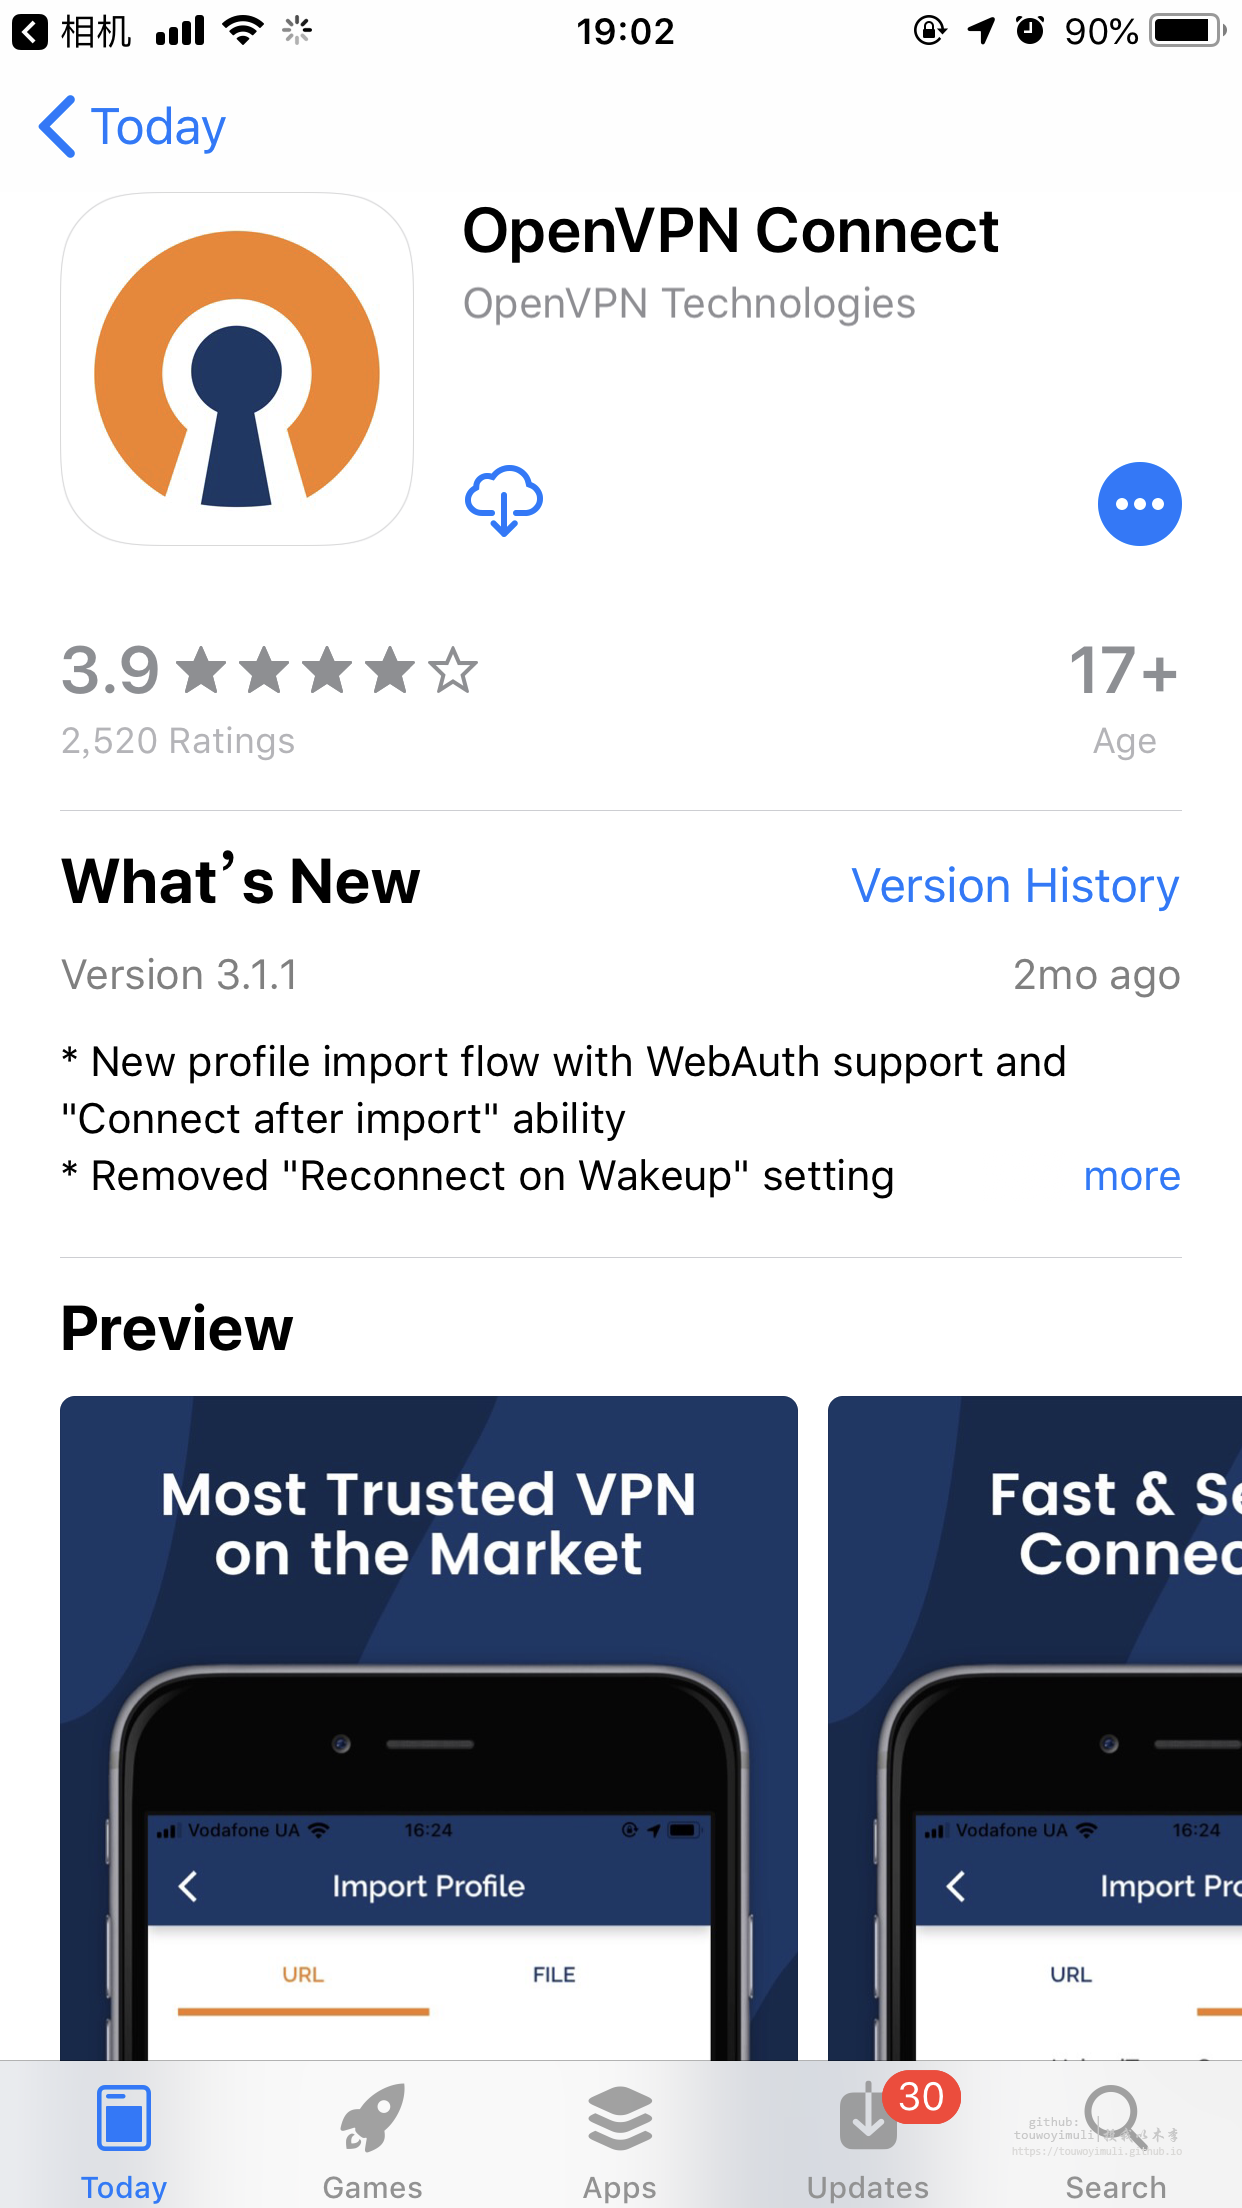 相机
19:02
90%
Today
OpenVPN Connect
OpenVPN Technologies
3.9
17+
2,520 Ratings
Age
What’s New
Version History
Version 3.1.1
2mo ago
* New profile import flow with WebAuth support and
"Connect after import" ability
* Removed "Reconnect on Wakeup" setting
more
Preview
Most Trusted VPN
on the Market
Fast & Se
Connec
Vodafone UA
16:24
Vodafone UA
16:24
Import Profile
Import Pro
URL
FILE
URL
30
github:
touwoyimuli
https://touwoyimuli.github.io
Today
Games
Apps
Updates
Search